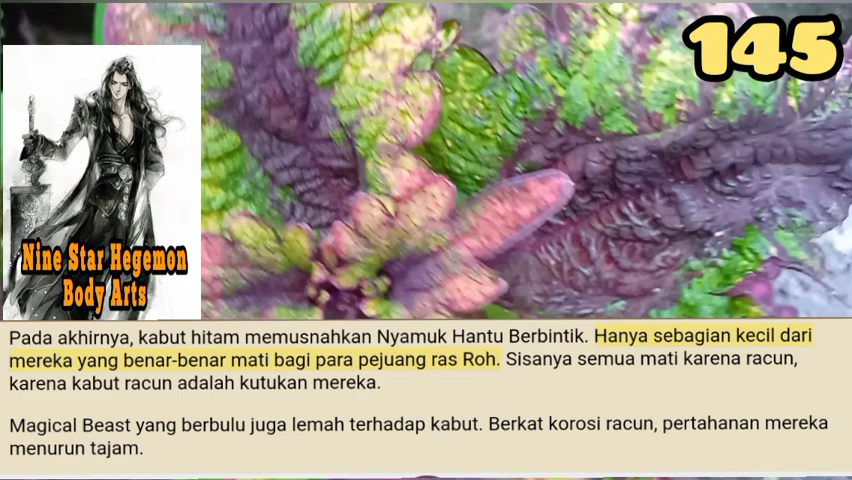 145
Nine Star Hegemon
Body Arts
Pada akhirnya, kabut hitam memusnahkan Nyamuk Hantu Berbintik. Hanya sebagian kecil dari
mereka yang benar-benar mati bagi para pejuang ras Roh. Sisanya semua mati karena racun,
karena kabut racun adalah kutukan mereka.
Magical Beast yang berbulu juga lemah terhadap kabut. Berkat korosi racun, pertahanan mereka
menurun tajam.